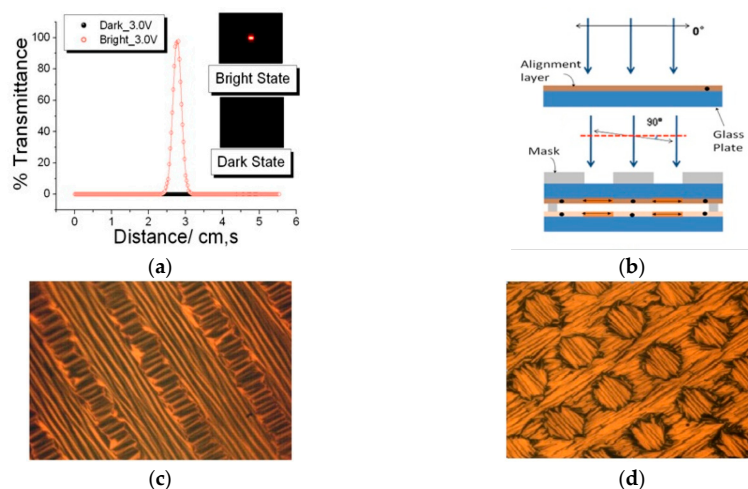 Dark_3.0V
Bright_3.0V
100
80
60
40
20
0
% Transmittance
0 1 2 3 4 5 6
Distance/ cm,s
Bright State
Dark State
(a)
0°
Alignment
layer
90°
Glass
Plate
Mask
(b)
(c)
(d)